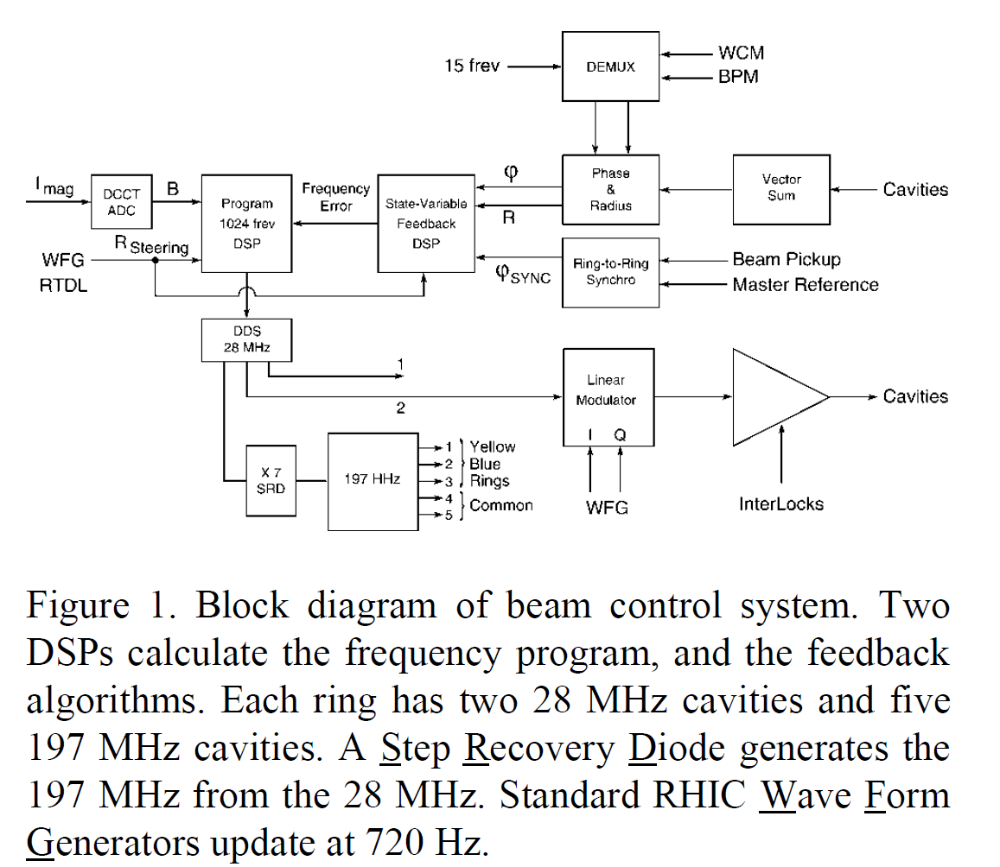 WCM
15 frev
DEMUX
BPM
φ
Phase
&
Radius
Vector
Sum
Cavities
I mag
DCCT
ADC
B
Program
1024 frev
DSP
Frequency
Error
State-Variable
Feedback
DSP
R
R Steering
WFG
RTDL
φSYNC
Ring-to-Ring
Synchro
Beam Pickup
Master Reference
DDS
28 MHz
1
2
Linear
Modulator
I Q
WFG
Cavities
InterLocks
X 7
SRD
197 HHz
1 Yellow
2 Blue
3 Rings
4 Common
5
Figure 1. Block diagram of beam control system. Two
DSPs calculate the frequency program, and the feedback
algorithms. Each ring has two 28 MHz cavities and five
197 MHz cavities. A Step Recovery Diode generates the
197 MHz from the 28 MHz. Standard RHIC Wave Form
Generators update at 720 Hz.